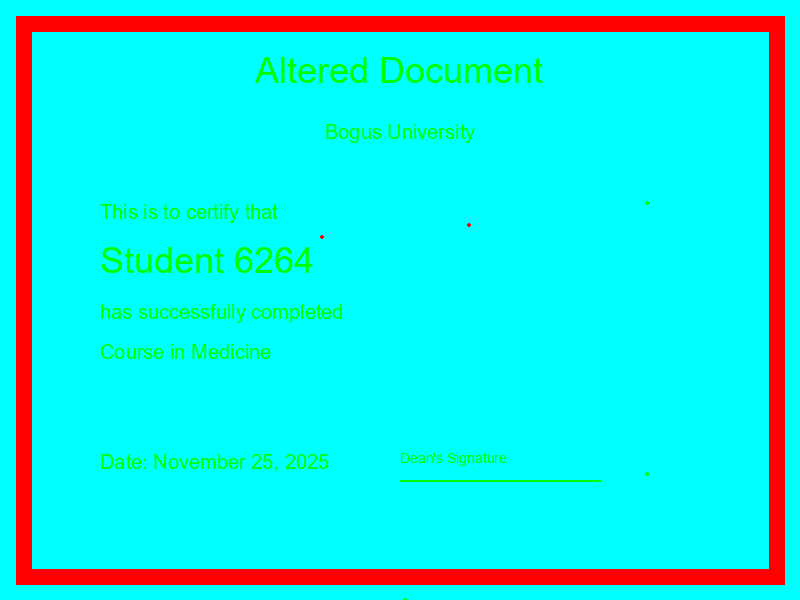 Altered Document
Bogus University
This is to certify that
Student 6264
has successfully completed
Course in Medicine
Date: November 25, 2025
Dean's Signature